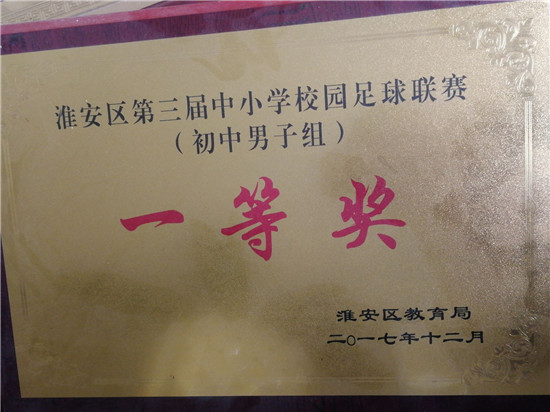 淮安区第三届中小学校园足球联赛
（初中男子组）
一等奖
淮安区教育局
二〇一七年十二月